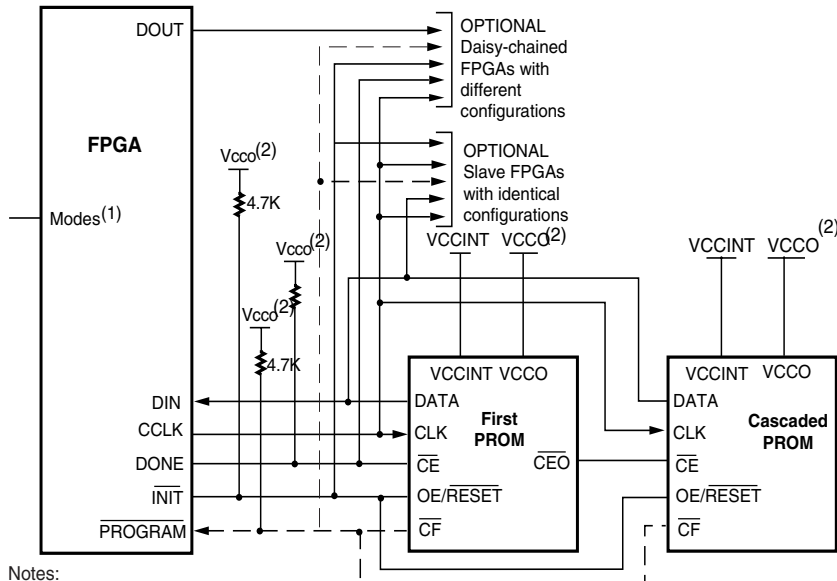 DOUT
OPTIONAL
Daisy-chained
FPGAs with
different
configurations
FPGA
Vcco(2)
4.7K
OPTIONAL
Slave FPGAs
with identical
configurations
Modes(1)
Vcco(2)
VCCINT VCCO(2)
VCCINT VCCO(2)
Vcco(2)
4.7K
VCCINT VCCO
VCCINT VCCO
DIN
DATA
DATA
CCLK
CLK
First
PROM
CLK
Cascaded
PROM
DONE
CE
CEO
CE
INIT
OE/RESET
OE/RESET
PROGRAM
CF
CF
Notes: